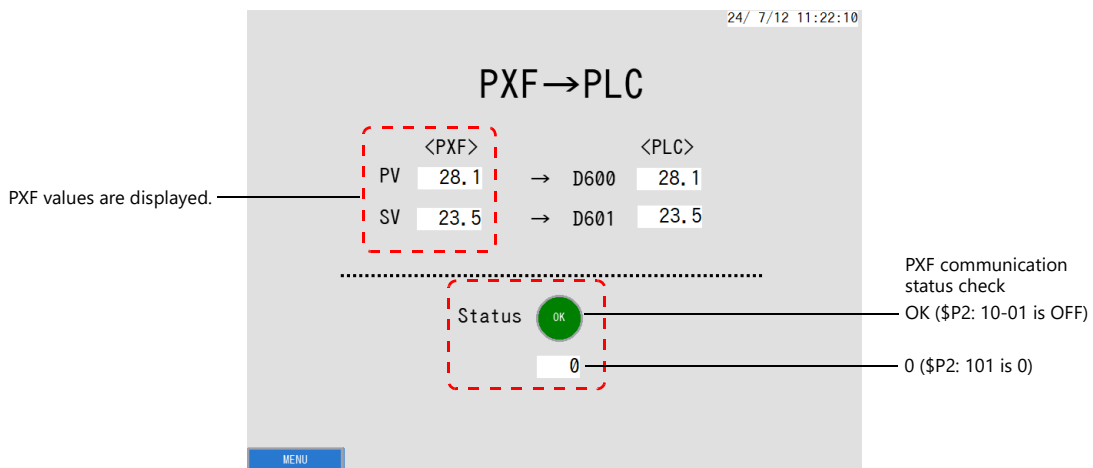 24/ 7/12 11:22:10
PXF→PLC
<PXF> <PLC>
PV 28.1 → D600 28.1
PXF values are displayed.
SV 23.5 → D601 23.5
PXF communication
status check
Status OK OK ($P2: 10-01 is OFF)
0 0 ($P2: 101 is 0)
MENU